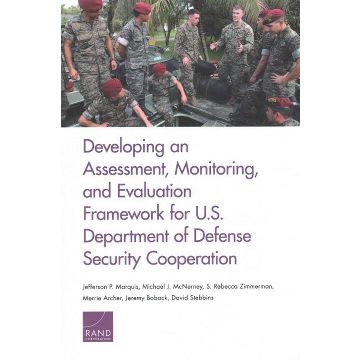 Developing an
Assessment, Monitoring,
and Evaluation
Framework for U.S.
Department of Defense
Security Cooperation
Jefferson P. Marquis, Michael J. McNerney, S. Rebecca Zimmerman,
Merrie Archer, Jeremy Boback, David Stebbins
RAND
CORPORATION